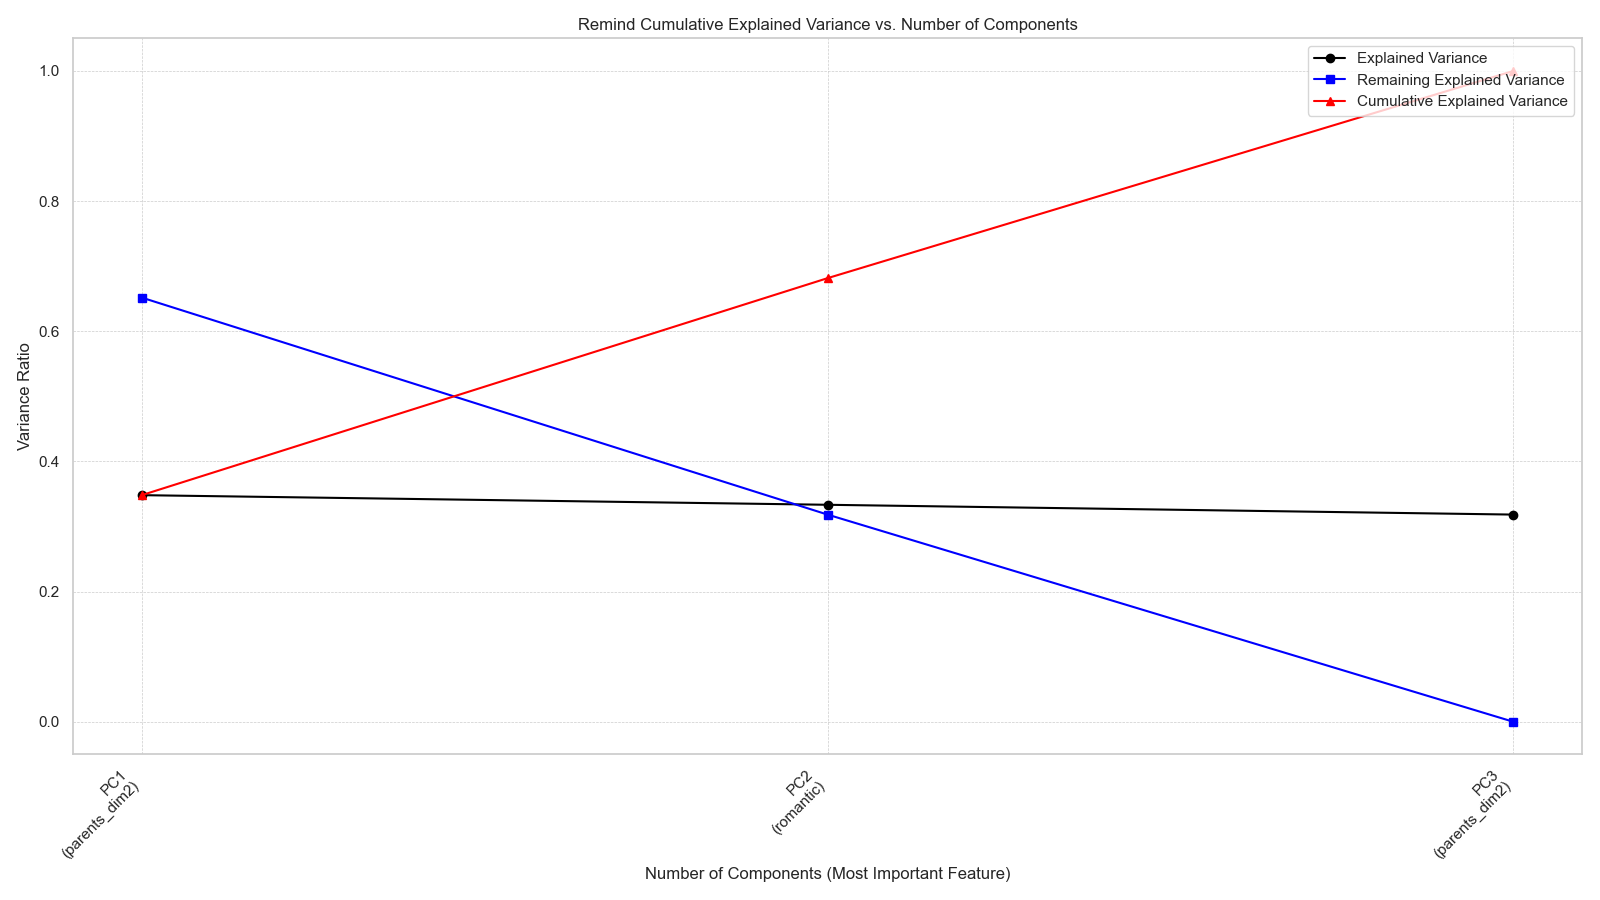 Remind Cumulative Explained Variance vs. Number of Components
Explained Variance
Remaining Explained Variance
Cumulative Explained Variance
Variance Ratio
1.0
0.8
0.6
0.4
0.2
0.0
PC1
(parents_dim2)
PC2
(romantic)
PC3
(parents_dim2)
Number of Components (Most Important Feature)